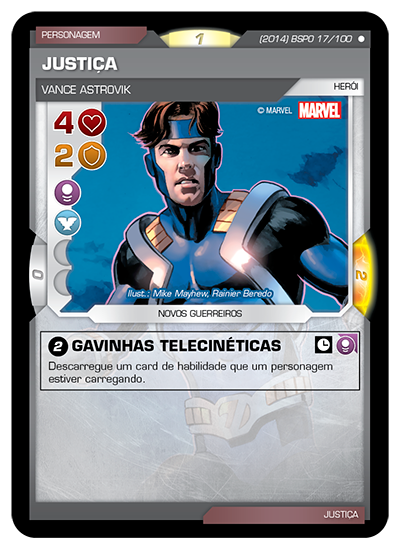 PERSONAGEM
1
(2014) BSP0 17/100
JUSTIÇA
VANCE ASTROVIK
HERÓI
© MARVEL MARVEL
4
2
0
2
Ilust.: Mike Mayhew, Rainier Beredo
NOVOS GUERREIROS
2 GAVINHAS TELECINÉTICAS
Descarregue um card de habilidade que um personagem
estiver carregando.
JUSTIÇA